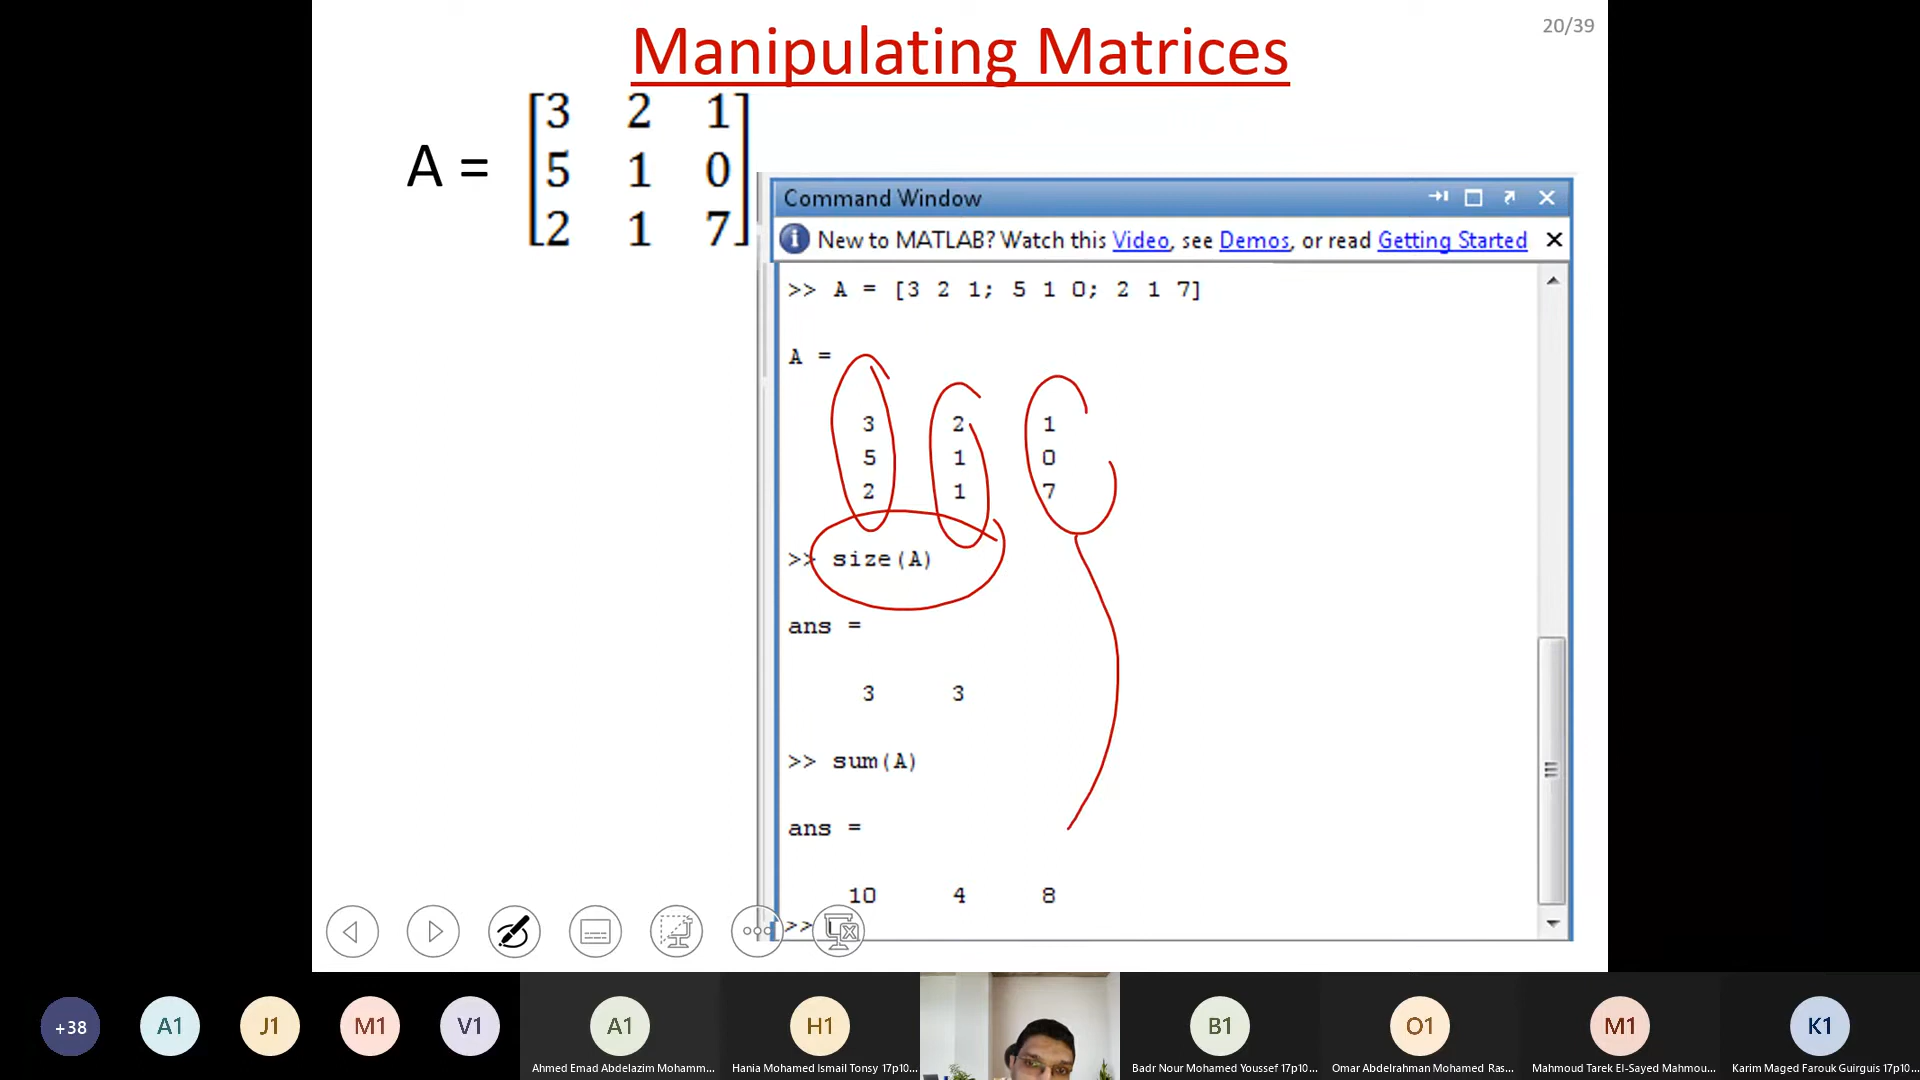 20/39
Manipulating Matrices
A = [3 2 1
5 1 0
2 1 7]
Command Window
New to MATLAB? Watch this Video, see Demos, or read Getting Started
>> A = [3 2 1; 5 1 0; 2 1 7]
A =
3 2 1
5 1 0
2 1 7
>> size(A)
ans =
3 3
>> sum(A)
ans =
10 4 8
>>
+38
A1
J1
M1
V1
A1
H1
B1
O1
M1
K1
Ahmed Emad Abdelazim Mohamm...
Hania Mohamed Ismail Tonsy 17p10...
Badr Nour Mohamed Youssef 17p10...
Omar Abdelrahman Mohamed Ras...
Mahmoud Tarek El-Sayed Mahmou...
Karim Maged Farouk Guirguis 17p10...